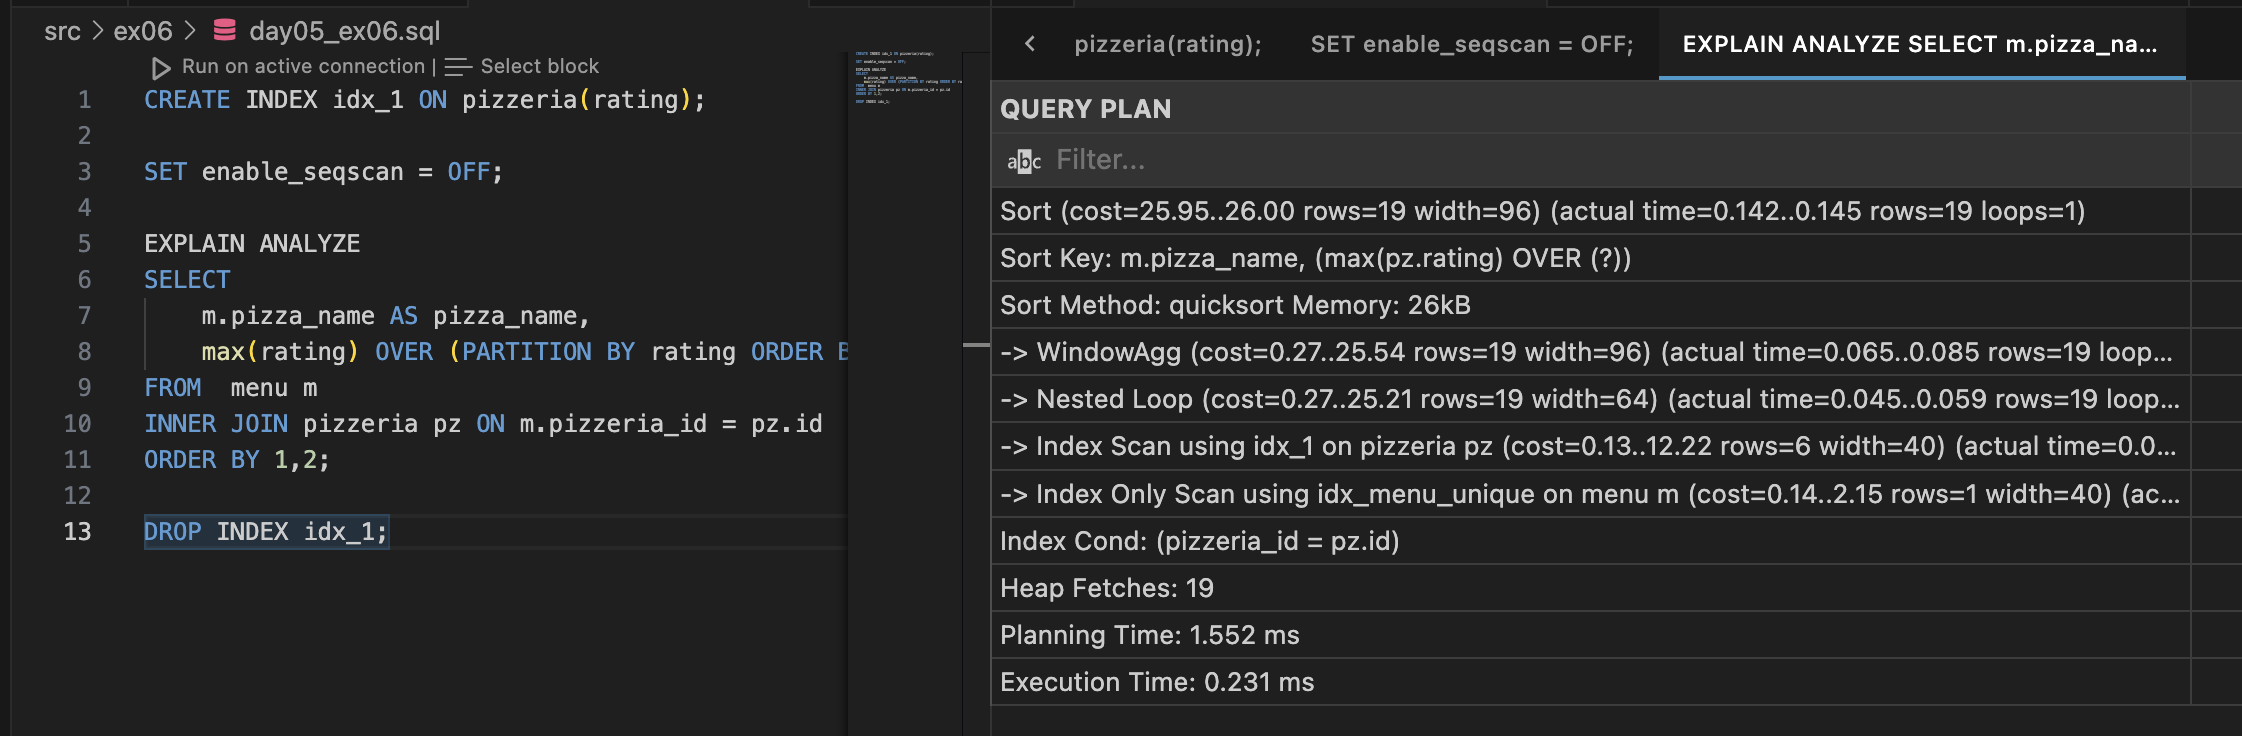 src > ex06 > day05_ex06.sql
Run on active connection | Select block
1 CREATE INDEX idx_1 ON pizzeria(rating);
2
3 SET enable_seqscan = OFF;
4
5 EXPLAIN ANALYZE
6 SELECT
7 m.pizza_name AS pizza_name,
8 max(rating) OVER (PARTITION BY rating ORDER B
9 FROM  menu m
10 INNER JOIN pizzeria pz ON m.pizzeria_id = pz.id
11 ORDER BY 1,2;
12
13 DROP INDEX idx_1;
pizzeria(rating); SET enable_seqscan = OFF; EXPLAIN ANALYZE SELECT m.pizza_na...
QUERY PLAN
abc Filter...
Sort (cost=25.95..26.00 rows=19 width=96) (actual time=0.142..0.145 rows=19 loops=1)
Sort Key: m.pizza_name, (max(pz.rating) OVER (?))
Sort Method: quicksort Memory: 26kB
-> WindowAgg (cost=0.27..25.54 rows=19 width=96) (actual time=0.065..0.085 rows=19 loop...
-> Nested Loop (cost=0.27..25.21 rows=19 width=64) (actual time=0.045..0.059 rows=19 loop...
-> Index Scan using idx_1 on pizzeria pz (cost=0.13..12.22 rows=6 width=40) (actual time=0.0...
-> Index Only Scan using idx_menu_unique on menu m (cost=0.14..2.15 rows=1 width=40) (ac...
Index Cond: (pizzeria_id = pz.id)
Heap Fetches: 19
Planning Time: 1.552 ms
Execution Time: 0.231 ms